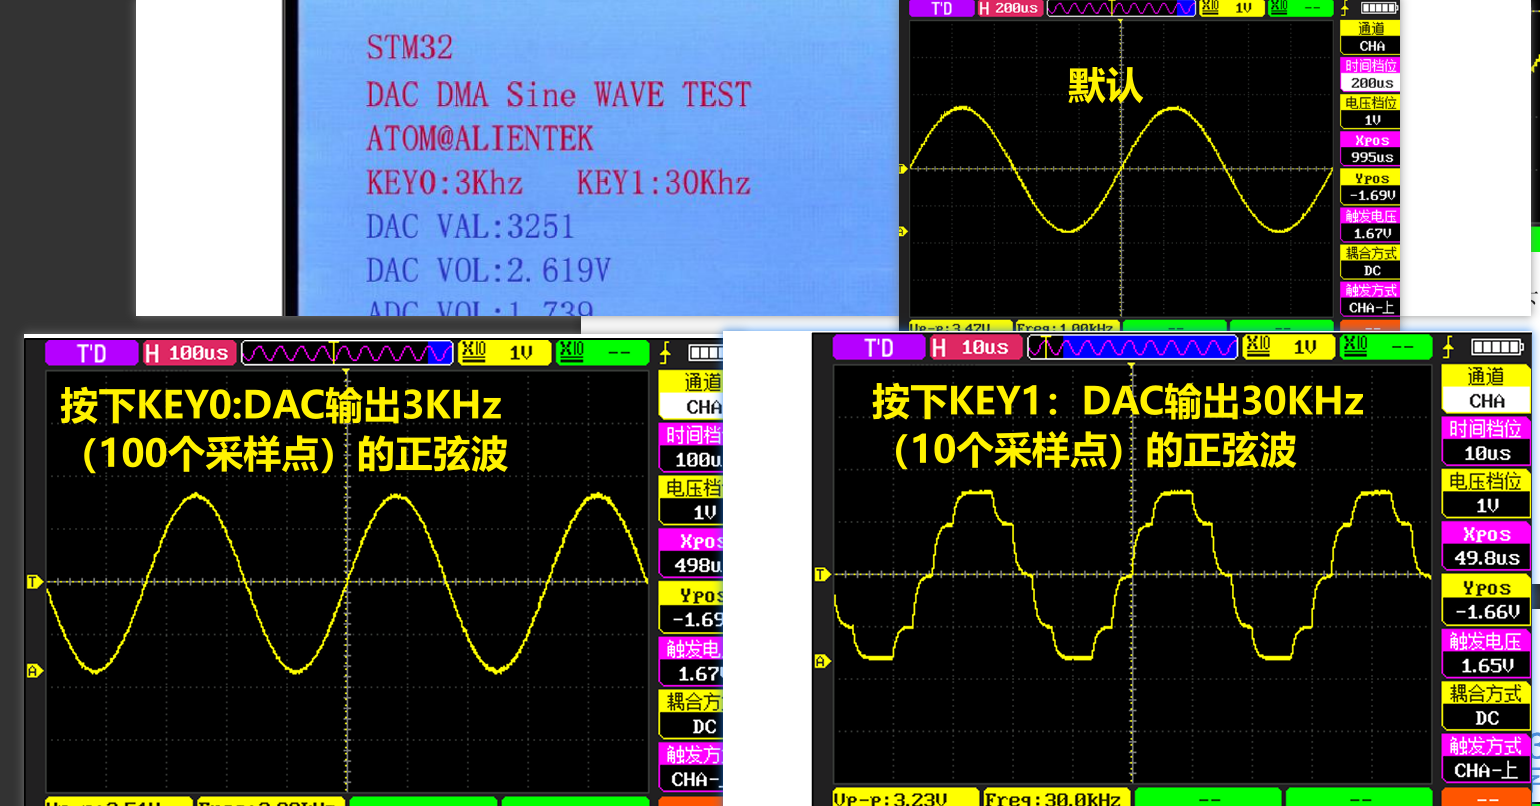 STM32
DAC DMA Sine WAVE TEST
ATOM@ALIENTEK
KEY0:3Khz KEY1:30Khz
DAC VAL:3251
DAC VOL:2.619V
ADC VOL:1.739
T'D H 200us X10 1V X10 --
默认
通道
CHA
时间档位
200us
电压档位
1V
Xpos
995us
Ypos
-1.69V
触发电压
1.67V
耦合方式
DC
触发方式
CHA-上
Vp-p:3.47V Freq:1.00kHz -- -- --
T'D H 100us X10 1V X10 --
按下KEY0:DAC输出3KHz
（100个采样点）的正弦波
T
A
通道
CHA
时间档
100u
电压档
1V
Xpos
498u
Ypos
-1.69
触发电
1.67
耦合方
DC
触发方
CHA-
Vp-p:3.51V -- --
T'D H 10us X10 1V X10 --
按下KEY1：DAC输出30KHz
（10个采样点）的正弦波
T
A
通道
CHA
时间档位
10us
电压档位
1V
Xpos
49.8us
Ypos
-1.66V
触发电压
1.65V
耦合方式
DC
触发方式
CHA-上
Vp-p:3.23V Freq:30.0kHz -- -- --